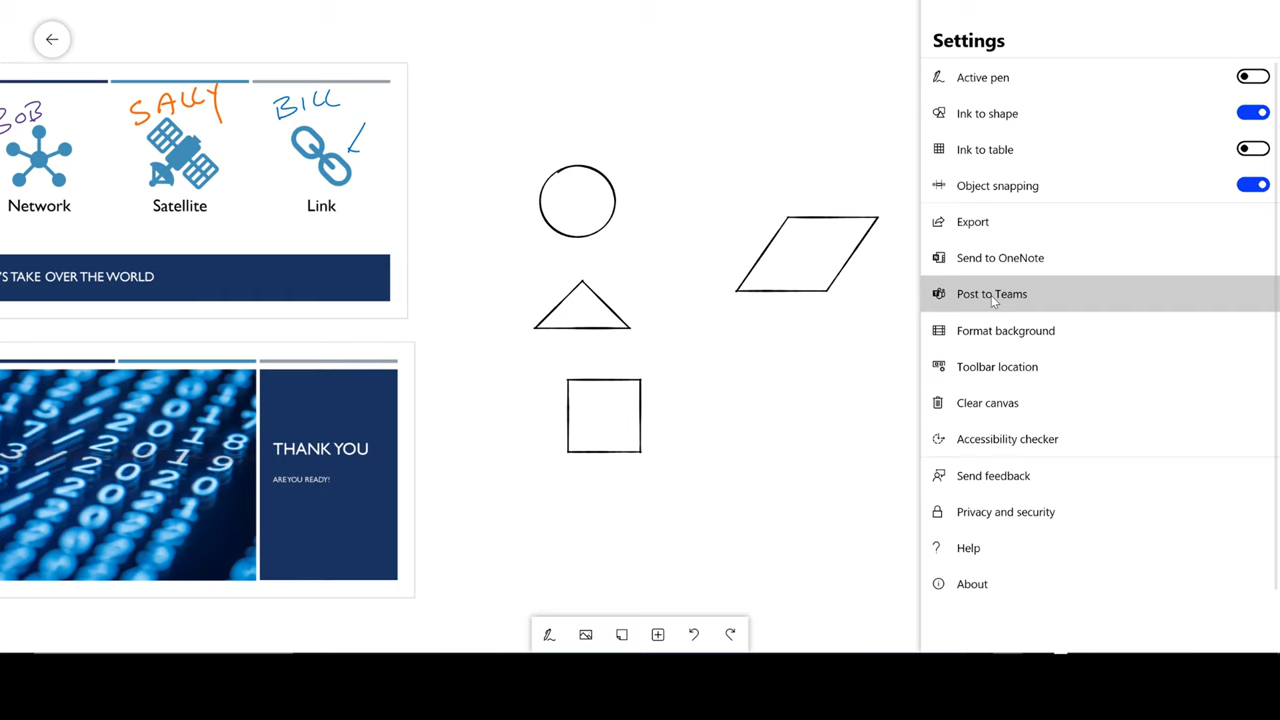 BOB
SALLY
BILL
Network
Satellite
Link
'S TAKE OVER THE WORLD
THANK YOU
ARE YOU READY!
Settings
Active pen
Ink to shape
Ink to table
Object snapping
Export
Send to OneNote
Post to Teams
Format background
Toolbar location
Clear canvas
Accessibility checker
Send feedback
Privacy and security
Help
About